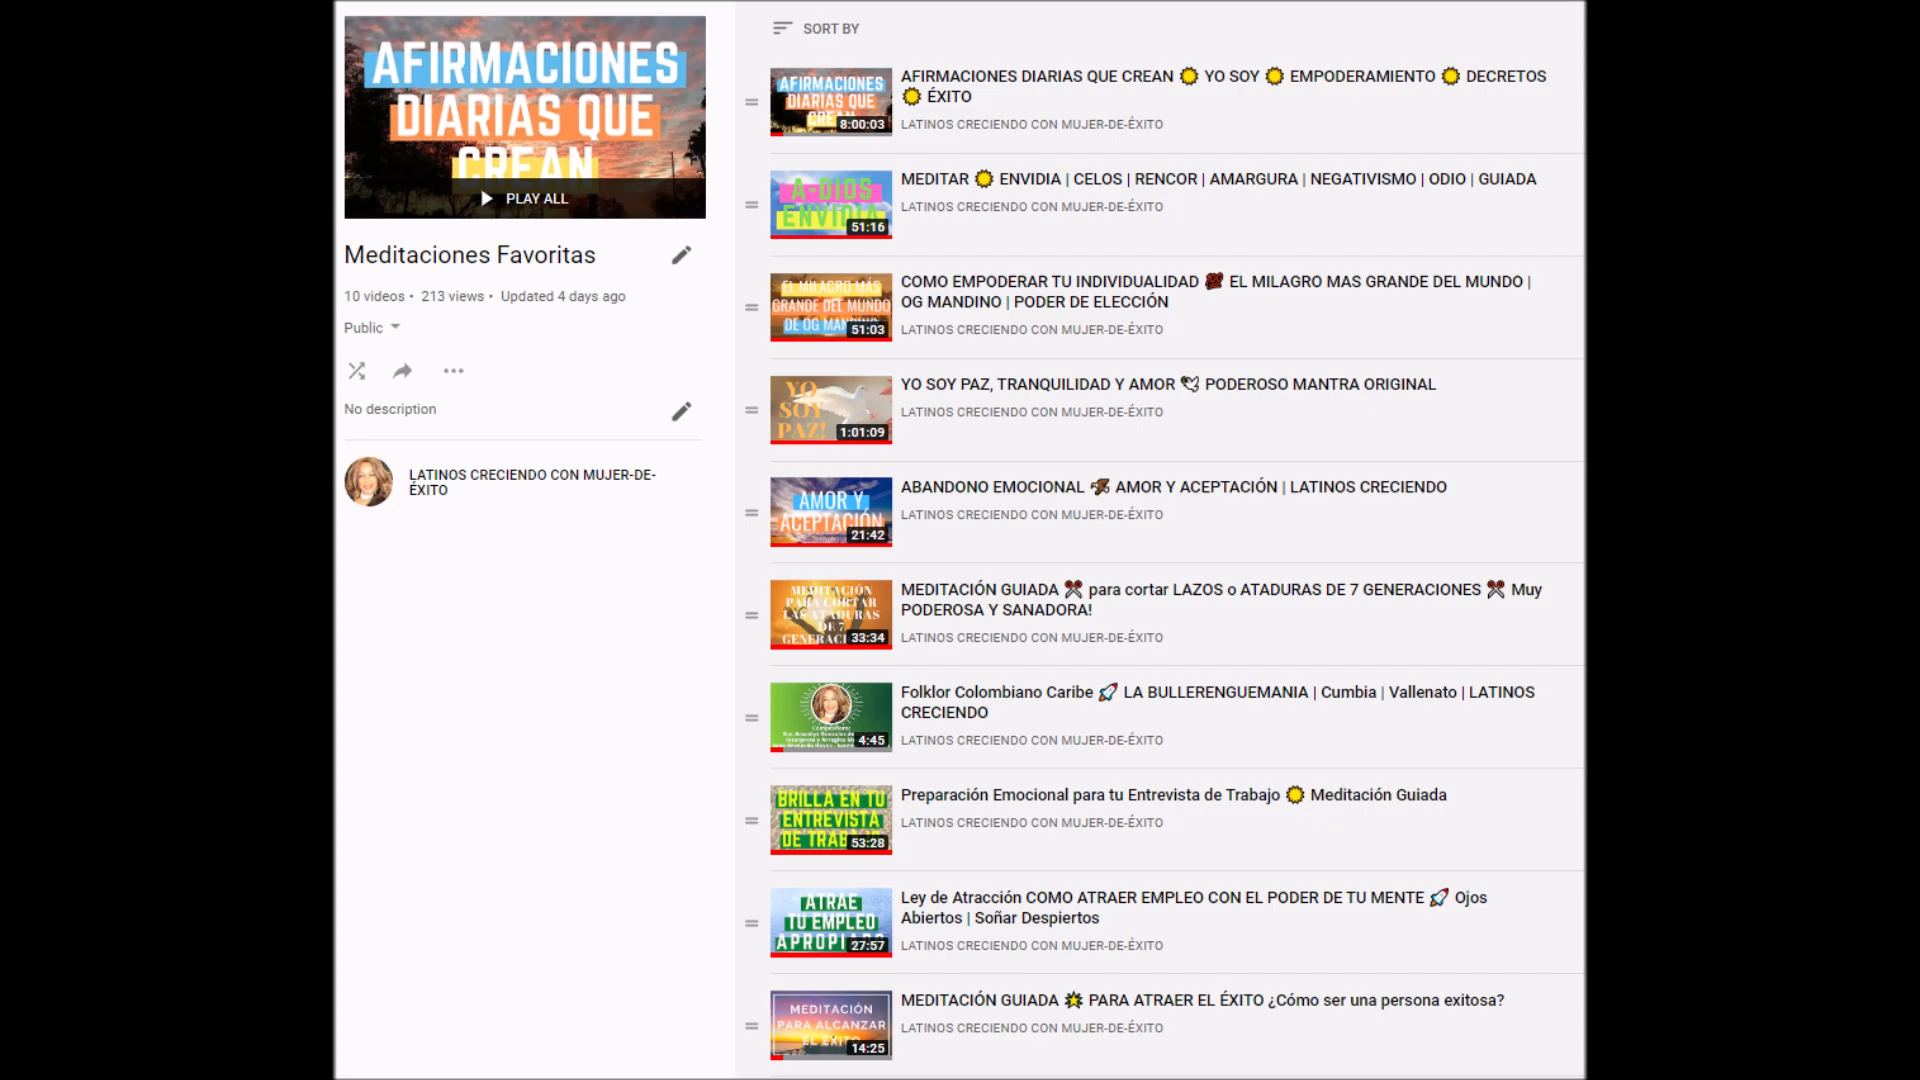 AFIRMACIONES
DIARIAS QUE
CREAN
PLAY ALL
Meditaciones Favoritas
10 videos • 213 views • Updated 4 days ago
Public
No description
LATINOS CRECIENDO CON MUJER-DE-
ÉXITO
SORT BY
AFIRMACIONES
DIARIAS QUE
CREAN
8:00:03
AFIRMACIONES DIARIAS QUE CREAN 🌞 YO SOY 🌞 EMPODERAMIENTO 🌞 DECRETOS
🌞 ÉXITO
LATINOS CRECIENDO CON MUJER-DE-ÉXITO
A-DIOS
ENVIDIA
51:16
MEDITAR 🌞 ENVIDIA | CELOS | RENCOR | AMARGURA | NEGATIVISMO | ODIO | GUIADA
LATINOS CRECIENDO CON MUJER-DE-ÉXITO
EL MILAGRO MÁS
GRANDE DEL MUNDO
DE OG MANDINO
51:03
COMO EMPODERAR TU INDIVIDUALIDAD 💯 EL MILAGRO MAS GRANDE DEL MUNDO |
OG MANDINO | PODER DE ELECCIÓN
LATINOS CRECIENDO CON MUJER-DE-ÉXITO
YO
SOY
PAZ!
1:01:09
YO SOY PAZ, TRANQUILIDAD Y AMOR 🕊 PODEROSO MANTRA ORIGINAL
LATINOS CRECIENDO CON MUJER-DE-ÉXITO
AMOR Y
ACEPTACIÓN
21:42
ABANDONO EMOCIONAL AMOR Y ACEPTACIÓN | LATINOS CRECIENDO
LATINOS CRECIENDO CON MUJER-DE-ÉXITO
MEDITACIÓN
PARA CORTAR
LAS ATADURAS
DE 7
GENERACI
33:34
MEDITACIÓN GUIADA ✂ para cortar LAZOS o ATADURAS DE 7 GENERACIONES ✂ Muy
PODEROSA Y SANADORA!
LATINOS CRECIENDO CON MUJER-DE-ÉXITO
4:45
Folklor Colombiano Caribe 🚀 LA BULLERENGUEMANIA | Cumbia | Vallenato | LATINOS
CRECIENDO
LATINOS CRECIENDO CON MUJER-DE-ÉXITO
BRILLA EN TU
ENTREVISTA
DE TRAB
53:28
Preparación Emocional para tu Entrevista de Trabajo 🌞 Meditación Guiada
LATINOS CRECIENDO CON MUJER-DE-ÉXITO
ATRAE
TU EMPLEO
APROPI
27:57
Ley de Atracción COMO ATRAER EMPLEO CON EL PODER DE TU MENTE 🚀 Ojos
Abiertos | Soñar Despiertos
LATINOS CRECIENDO CON MUJER-DE-ÉXITO
MEDITACIÓN
PARA ALCANZAR
EL ÉXITO
14:25
MEDITACIÓN GUIADA 🌟 PARA ATRAER EL ÉXITO ¿Cómo ser una persona exitosa?
LATINOS CRECIENDO CON MUJER-DE-ÉXITO